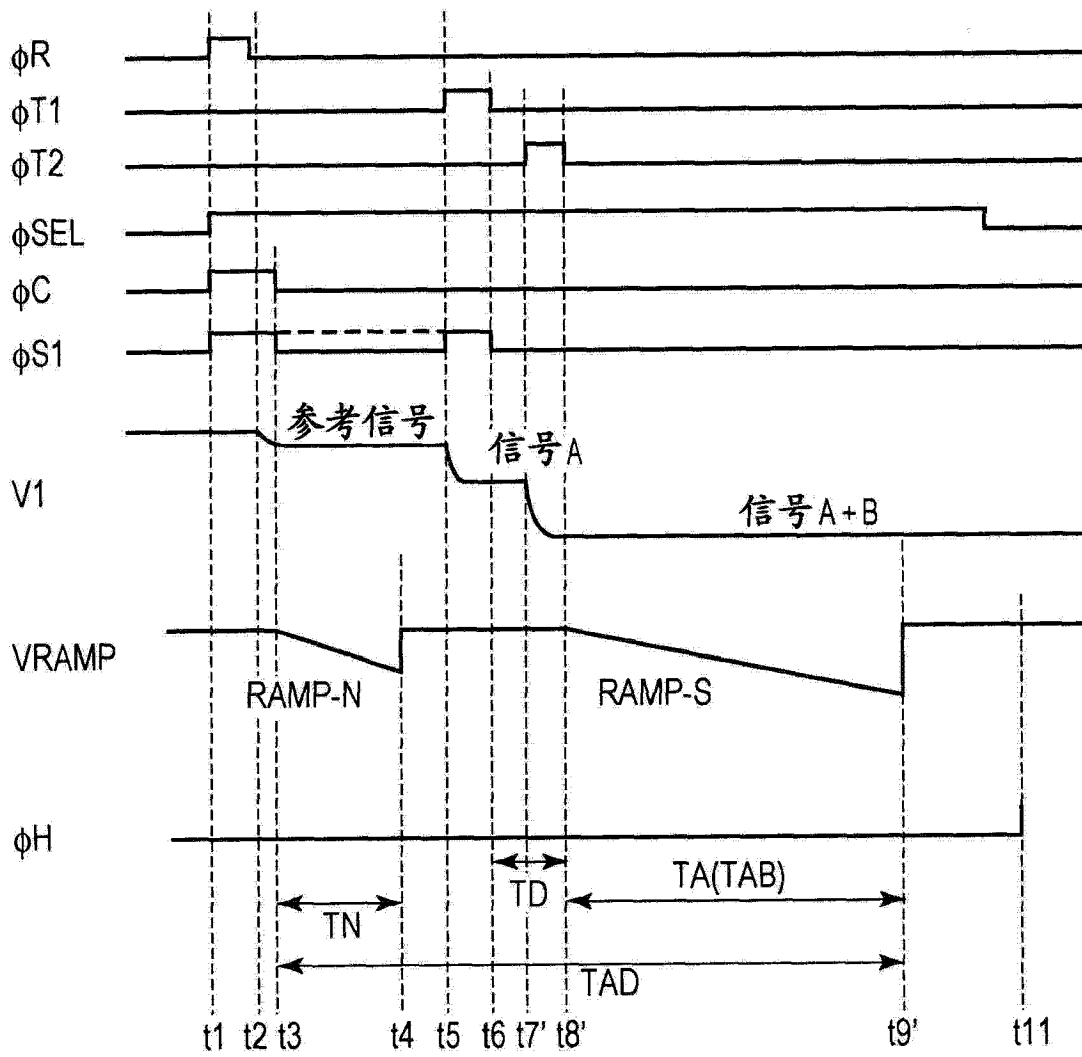 φR
φT1
φT2
φSEL
φC
φS1
参考信号
信号A
V1
信号A+B
VRAMP
RAMP-N
RAMP-S
φH
TD
TA(TAB)
TN
TAD
t1 t2 t3 t4 t5 t6 t7' t8' t9' t11